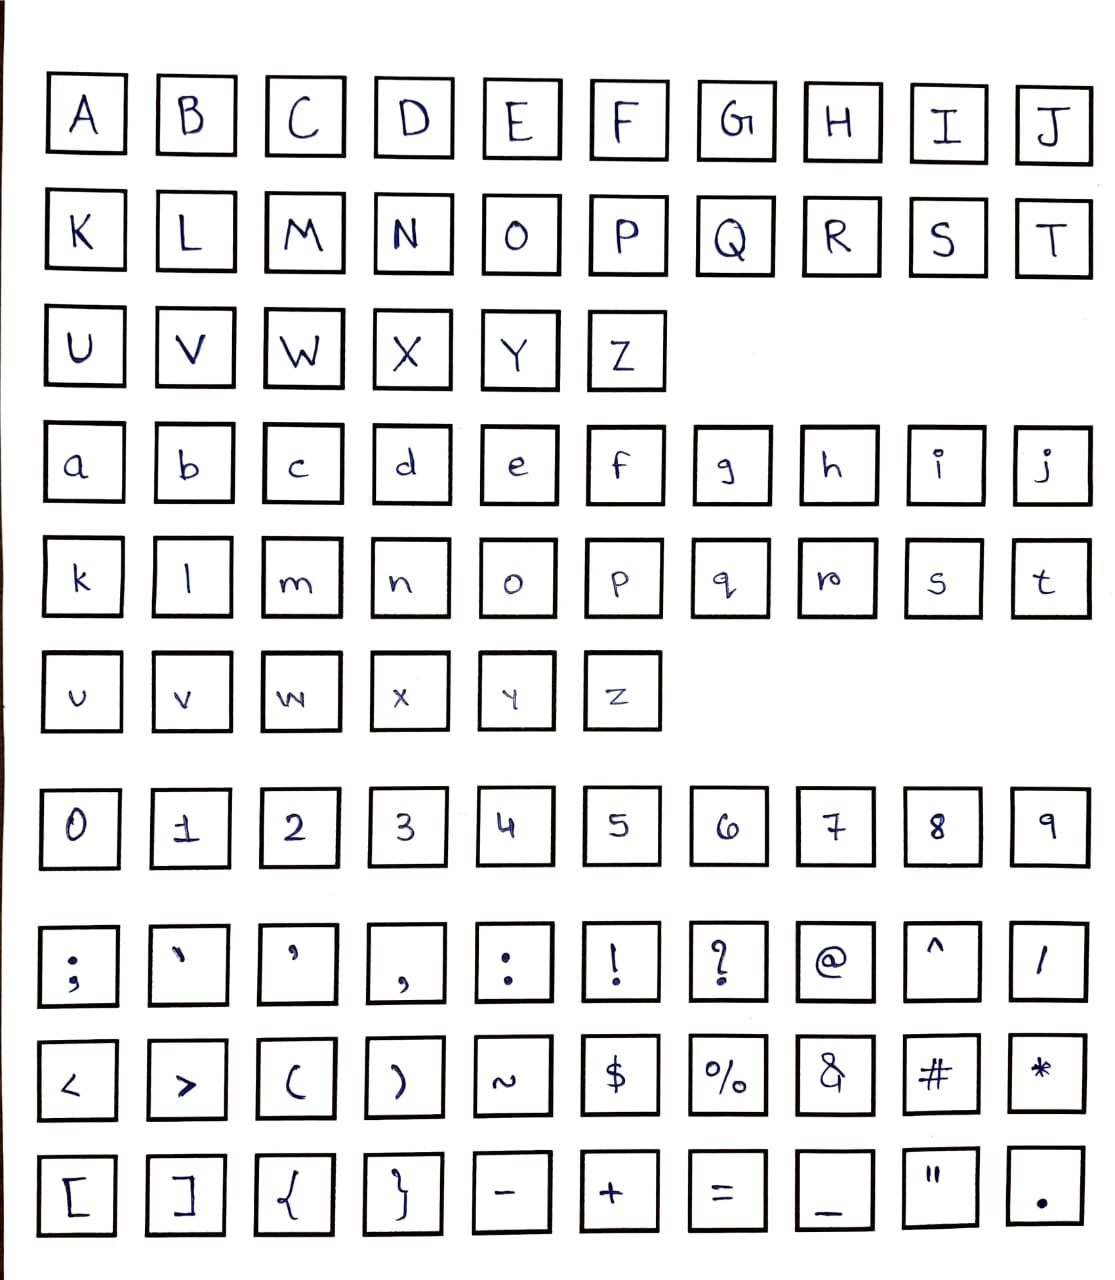 A B C D E F G H I J
K L M N O P Q R S T
U V W X Y Z
a b c d e f g h i j
k l m n o p q r s t
u v w x y z
0 1 2 3 4 5 6 7 8 9
; ` ' , : ! ? @ ^ /
< > ( ) ~ $ % & # *
[ ] { } - + = _ " .